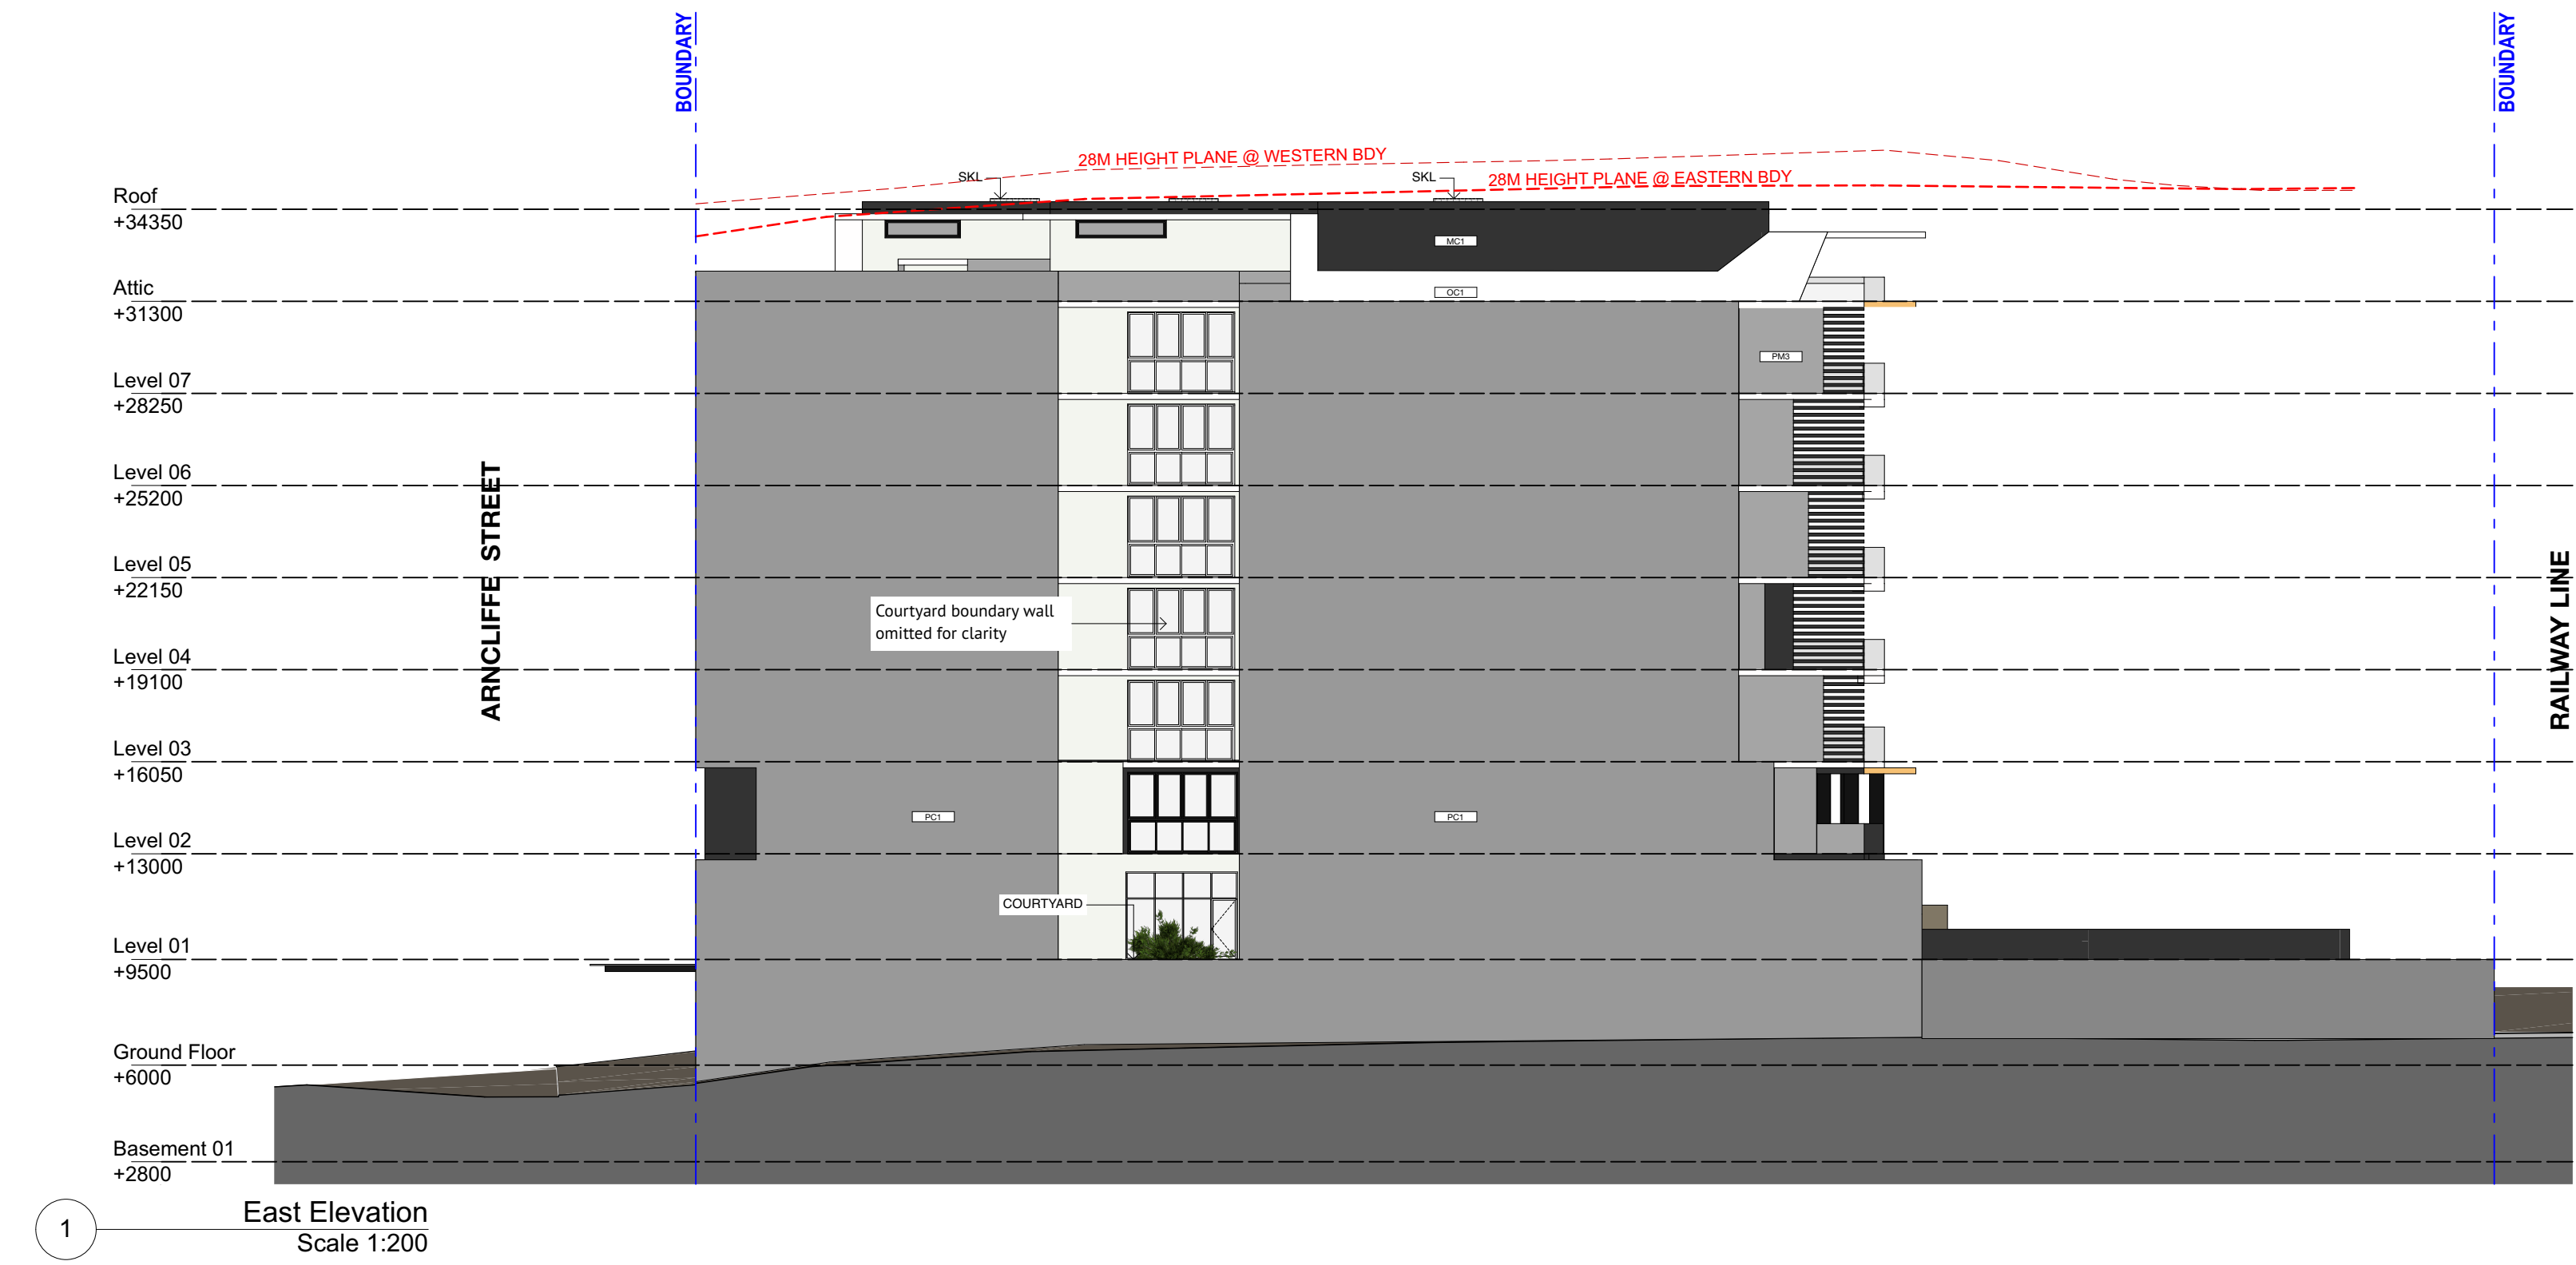 BOUNDARY
BOUNDARY
28M HEIGHT PLANE @ WESTERN BDY
SKL
SKL
28M HEIGHT PLANE @ EASTERN BDY
Roof
+34350
MC1
Attic
+31300
OC1
PM3
Level 07
+28250
Level 06
+25200
ARNCLIFFE STREET
Level 05
+22150
RAILWAY LINE
Courtyard boundary wall
omitted for clarity
Level 04
+19100
Level 03
+16050
PC1
PC1
Level 02
+13000
COURTYARD
Level 01
+9500
Ground Floor
+6000
Basement 01
+2800
1
East Elevation
Scale 1:200